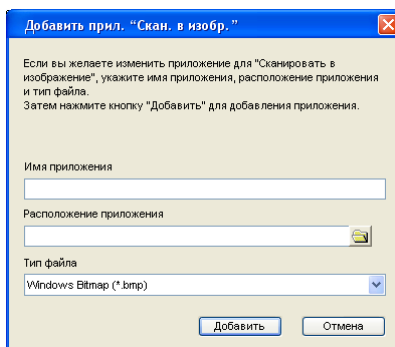 Добавить прил. “Скан. в изобр.”
Если вы желаете изменить приложение для "Сканировать в
изображение", укажите имя приложения, расположение приложения
и тип файла.
Затем нажмите кнопку "Добавить" для добавления приложения.
Имя приложения
Расположение приложения
Тип файла
Windows Bitmap (*.bmp)
Добавить
Отмена